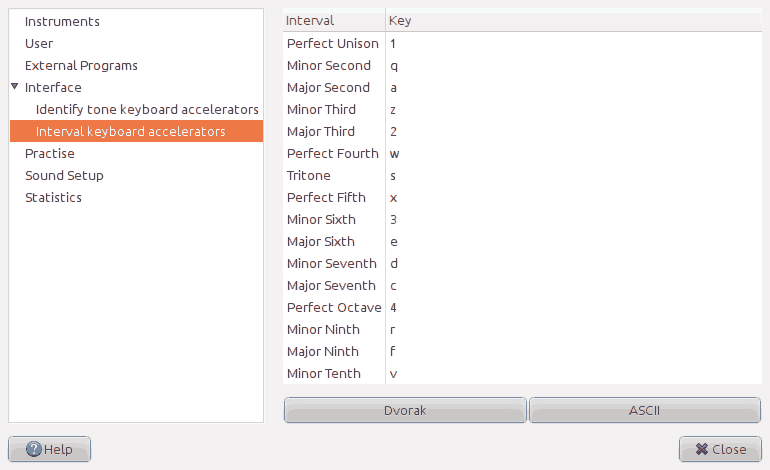 Instruments
User
External Programs
Interface
Identify tone keyboard accelerators
Interval keyboard accelerators
Practise
Sound Setup
Statistics
Interval Key
Perfect Unison 1
Minor Second q
Major Second a
Minor Third z
Major Third 2
Perfect Fourth w
Tritone s
Perfect Fifth x
Minor Sixth 3
Major Sixth e
Minor Seventh d
Major Seventh c
Perfect Octave 4
Minor Ninth r
Major Ninth f
Minor Tenth v
Dvorak ASCII
Help Close